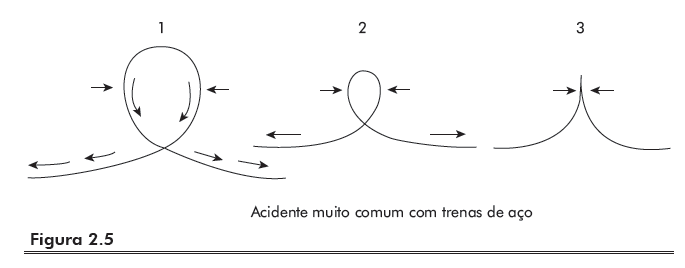 1 2 3
Acidente muito comum com trenas de aço
Figura 2.5